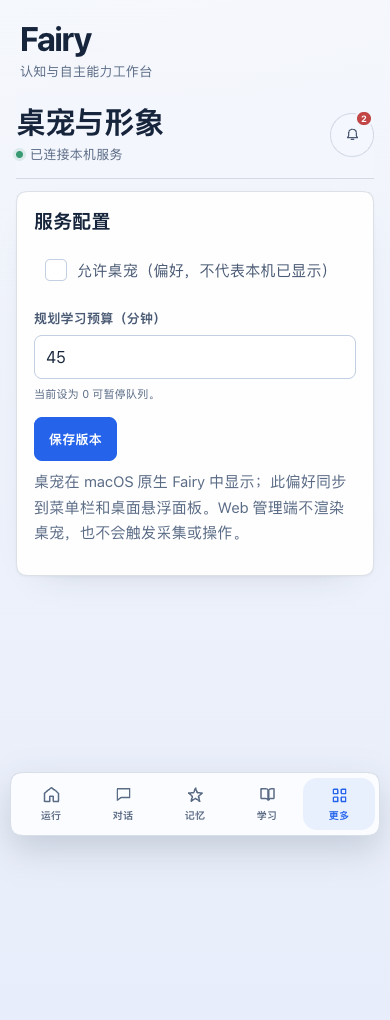 Fairy
认知与自主能力工作台
桌宠与形象
已连接本机服务
2
服务配置
允许桌宠（偏好，不代表本机已显示）
规划学习预算（分钟）
45
当前设为 0 可暂停队列。
保存版本
桌宠在 macOS 原生 Fairy 中显示；此偏好同步
到菜单栏和桌面悬浮面板。Web 管理端不渲染
桌宠，也不会触发采集或操作。
运行
对话
记忆
学习
更多